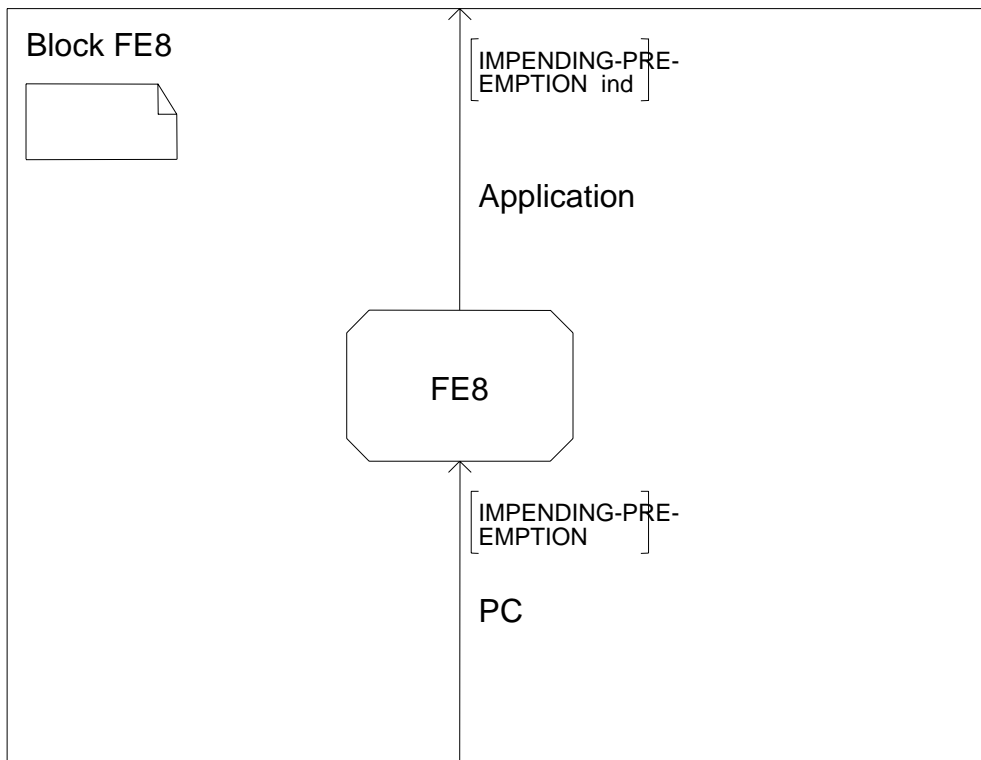 Block FE8
IMPENDING-PRE-
EMPTION ind
Application
FE8
IMPENDING-PRE-
EMPTION
PC